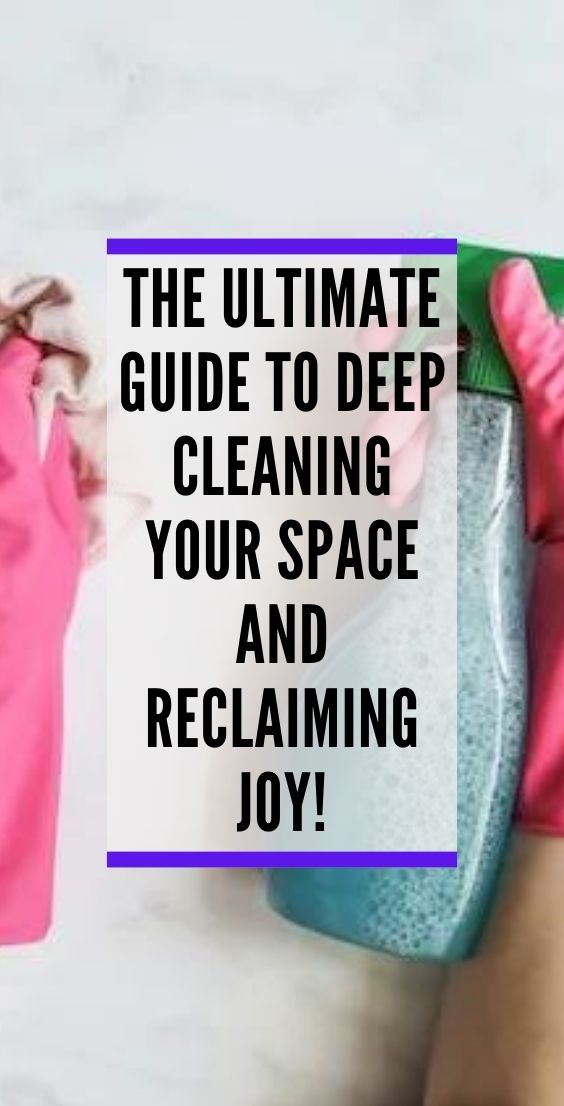 THE ULTIMATE
GUIDE TO DEEP
CLEANING
YOUR SPACE
AND
RECLAIMING
JOY!